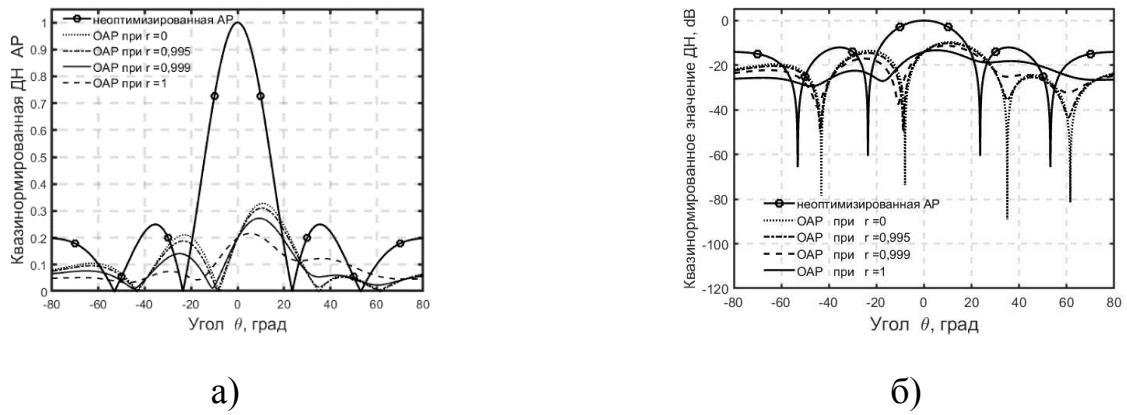 Квазинормированная ДН АР
1
0.9
0.8
0.7
0.6
0.5
0.4
0.3
0.2
0.1
0
неоптимизированная АР
ОАР при r=0
ОАР при r=0,995
ОАР при r=0,999
ОАР при r=1
-80 -60 -40 -20 0 20 40 60 80
Угол θ, град
а)
Квазинормированное значение ДН, dB
0
-20
-40
-60
-80
-100
-120
неоптимизированная АР
ОАР при r =0
ОАР при r =0,995
ОАР при r =0,999
ОАР при r =1
-80 -60 -40 -20 0 20 40 60 80
Угол θ, град
б)